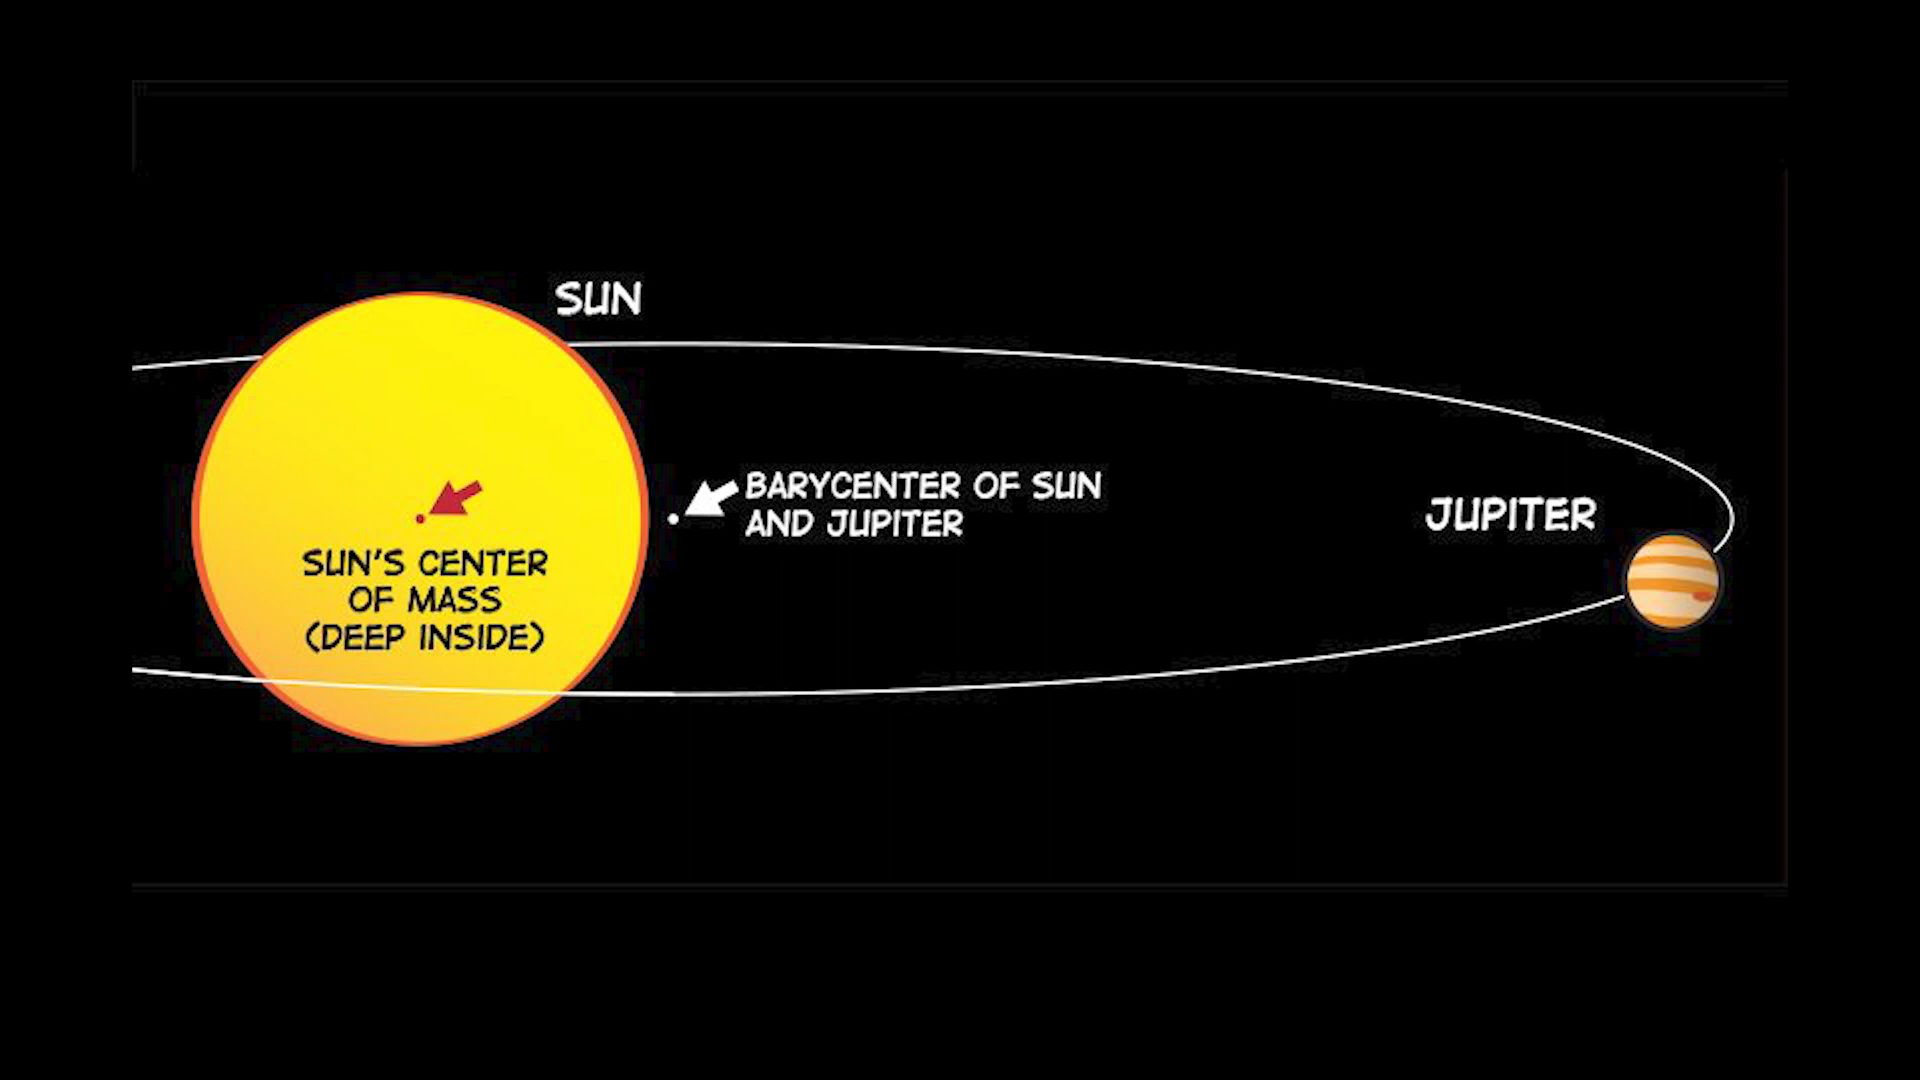 SUN
BARYCENTER OF SUN
AND JUPITER
JUPITER
SUN'S CENTER
OF MASS
(DEEP INSIDE)